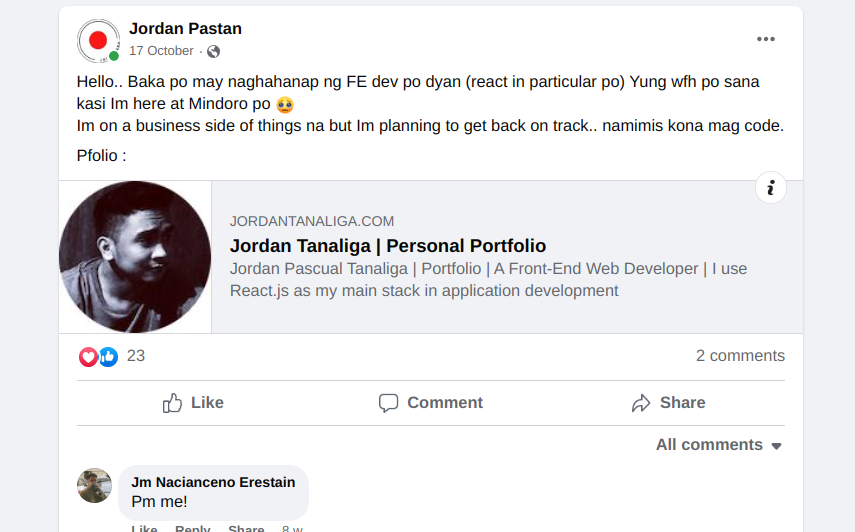 Jordan Pastan
17 October ·
Hello.. Baka po may naghahanap ng FE dev po dyan (react in particular po) Yung wfh po sana
kasi Im here at Mindoro po 🥺
Im on a business side of things na but Im planning to get back on track.. namimis kona mag code.
Pfolio :
JORDANTANALIGA.COM
Jordan Tanaliga | Personal Portfolio
Jordan Pascual Tanaliga | Portfolio | A Front-End Web Developer | I use
React.js as my main stack in application development
23
2 comments
Like
Comment
Share
All comments
Jm Nacianceno Erestain
Pm me!
Like Reply Share 8 w